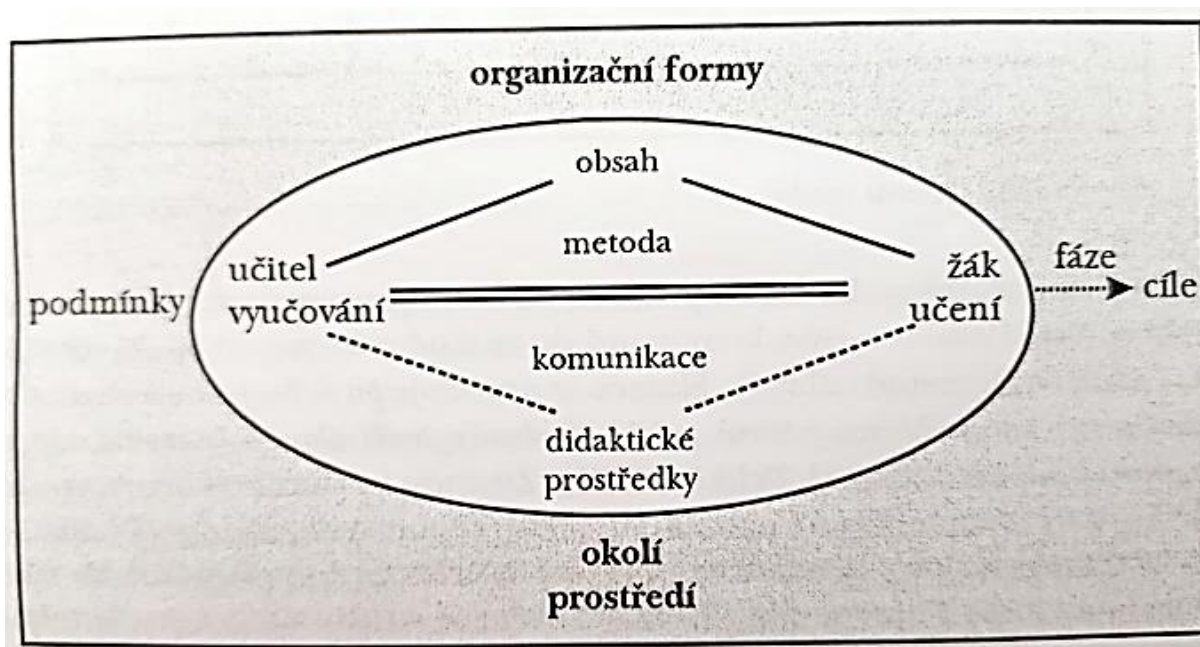 organizační formy
obsah
metoda
učitel
vyučování
žák
učení
podmínky
fáze
cíle
komunikace
didaktické
prostředky
okolí
prostředí